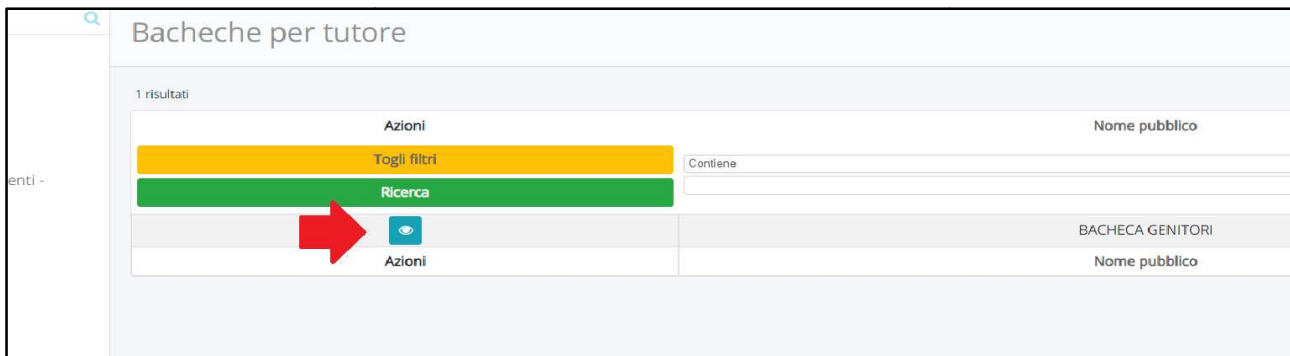 Bacheche per tutore
1 risultati
Azioni Nome pubblico
Togli filtri Contiene
enti -
Ricerca
BACHECA GENITORI
Azioni Nome pubblico